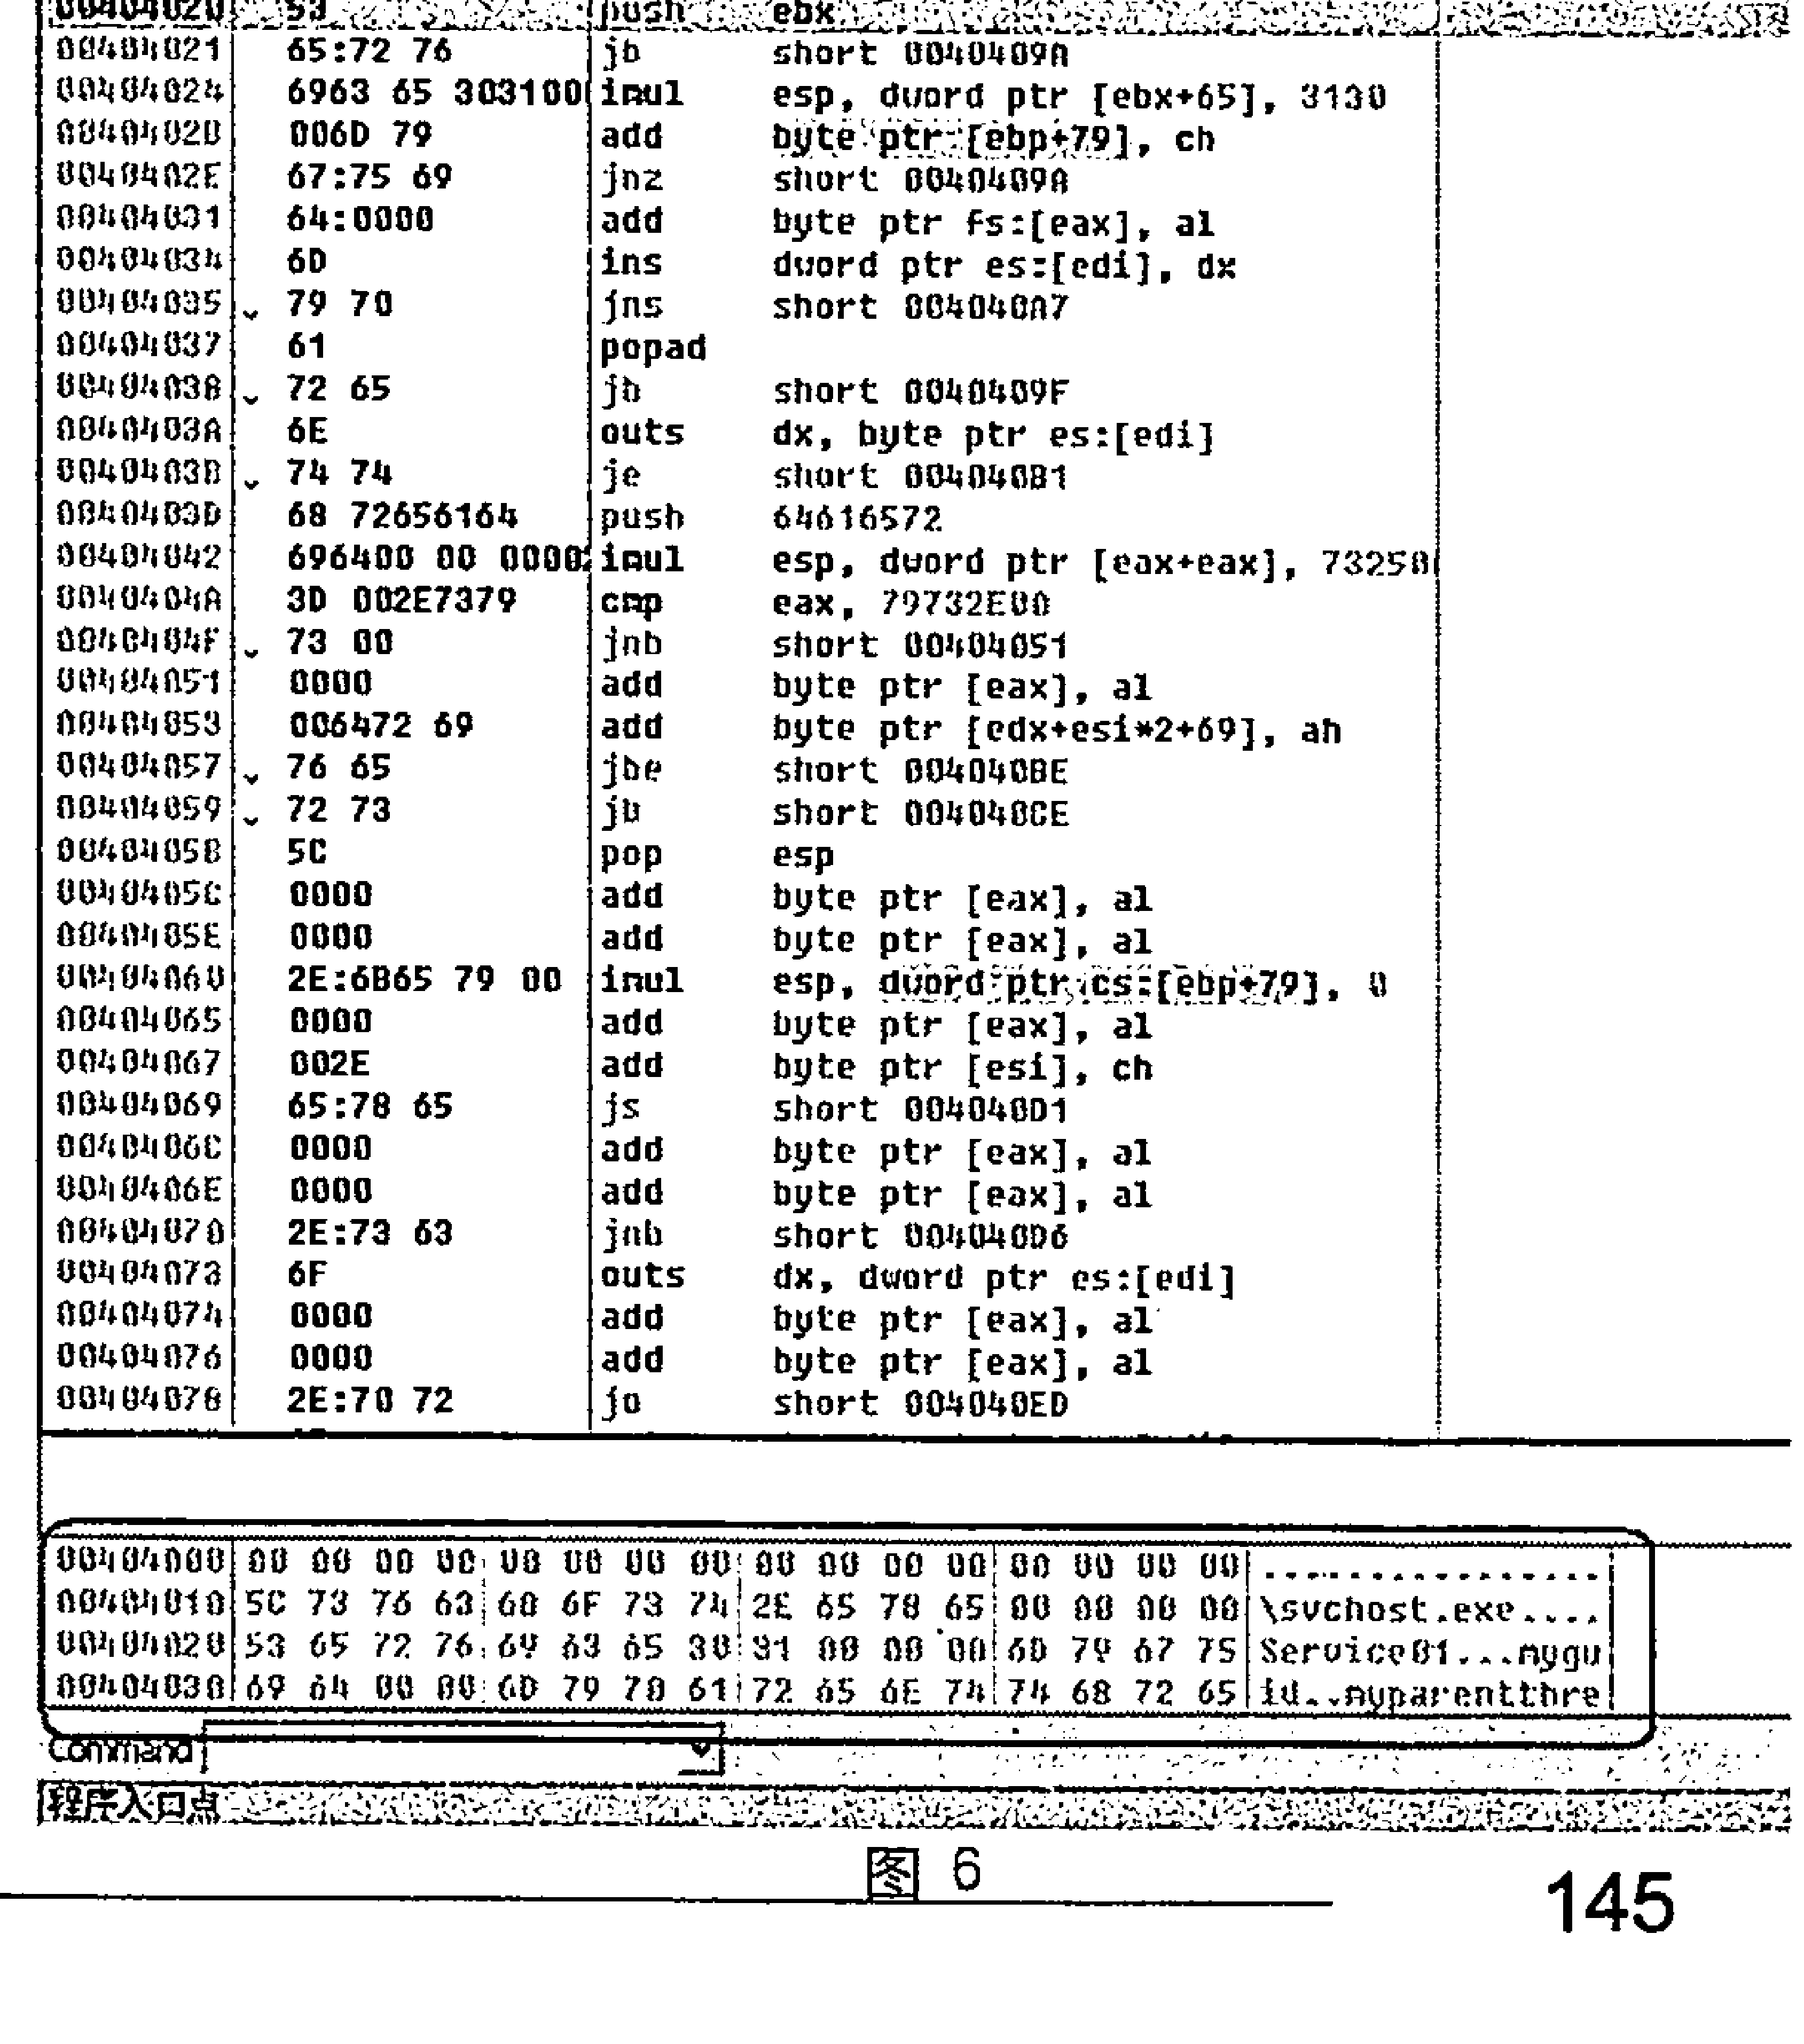 00404020 53 push ebx
00404021 65:72 76 jb short 0040409A
00404024 6963 65 303100 imul esp, dword ptr [ebx+65], 3130
0040402B 006D 79 add byte ptr [ebp+79], ch
0040402E 67:75 69 jnz short 0040409A
00404031 64:0000 add byte ptr fs:[eax], al
00404034 6D ins dword ptr es:[edi], dx
00404035 79 70 jns short 004040A7
00404037 61 popad
00404038 72 65 jb short 0040409F
0040403A 6E outs dx, byte ptr es:[edi]
0040403B 74 74 je short 004040B1
0040403D 68 72656164 push 64616572
00404042 696400 00 0000 imul esp, dword ptr [eax+eax], 73250
0040404A 3D 002E7379 cmp eax, 79732E00
0040404F 73 00 jnb short 00404051
00404051 0000 add byte ptr [eax], al
00404053 006472 69 add byte ptr [edx+esi*2+69], ah
00404057 76 65 jbe short 004040BE
00404059 72 73 jb short 004040CE
0040405B 5C pop esp
0040405C 0000 add byte ptr [eax], al
0040405E 0000 add byte ptr [eax], al
00404060 2E:6B65 79 00 imul esp, dword ptr cs:[ebp+79], 0
00404065 0000 add byte ptr [eax], al
00404067 002E add byte ptr [esi], ch
00404069 65:78 65 js short 004040D1
0040406C 0000 add byte ptr [eax], al
0040406E 0000 add byte ptr [eax], al
00404070 2E:73 63 jnb short 004040D6
00404073 6F outs dx, dword ptr es:[edi]
00404074 0000 add byte ptr [eax], al
00404076 0000 add byte ptr [eax], al
00404078 2E:70 72 jo short 004040ED
00404000 00 00 00 00 00 00 00 00 00 00 00 00 00 00 00 00 ................
00404010 5C 73 76 63 68 6F 73 74 2E 65 78 65 00 00 00 00 \svchost.exe....
00404020 53 65 72 76 69 63 65 30 31 00 00 00 6D 79 67 75 Service01...mygu
00404030 69 64 00 00 6D 79 70 61 72 65 6E 74 74 68 72 65 id..myparentthre
Command
程序入口点
图 6
145